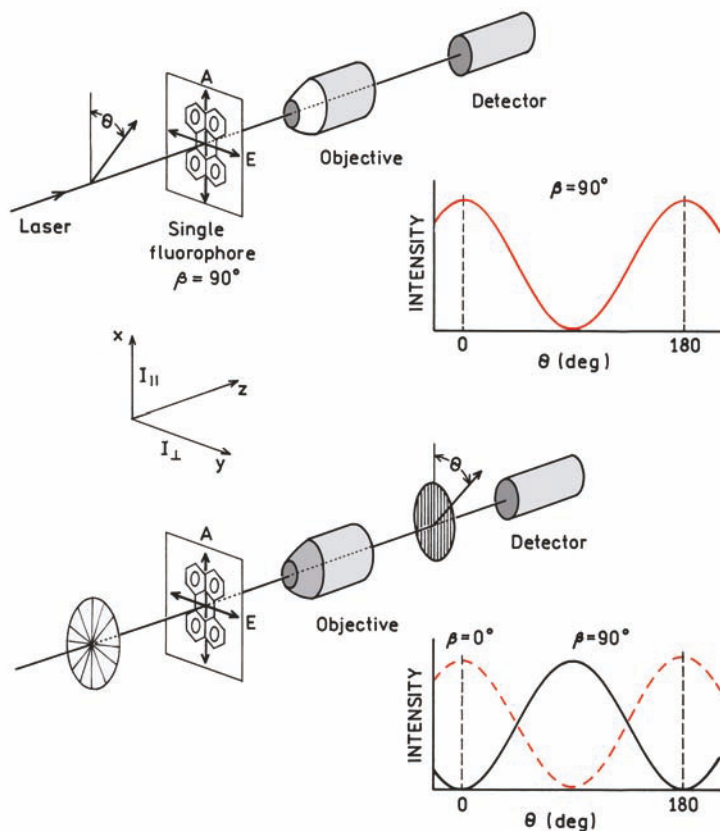 Detector
Objective
A
θ
E
Laser
Single
fluorophore
β = 90°
β = 90°
INTENSITY
0
180
θ (deg)
x
I||
z
I⊥
y
θ
Detector
A
E
Objective
β = 0°
β = 90°
INTENSITY
0
180
θ (deg)